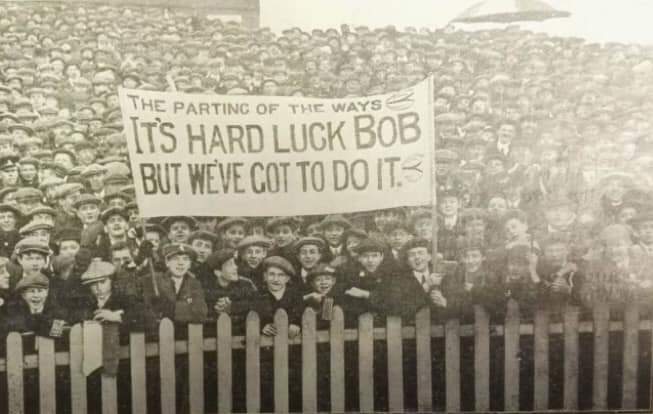 THE PARTING OF THE WAYS
IT'S HARD LUCK BOB
BUT WE'VE GOT TO DO IT.